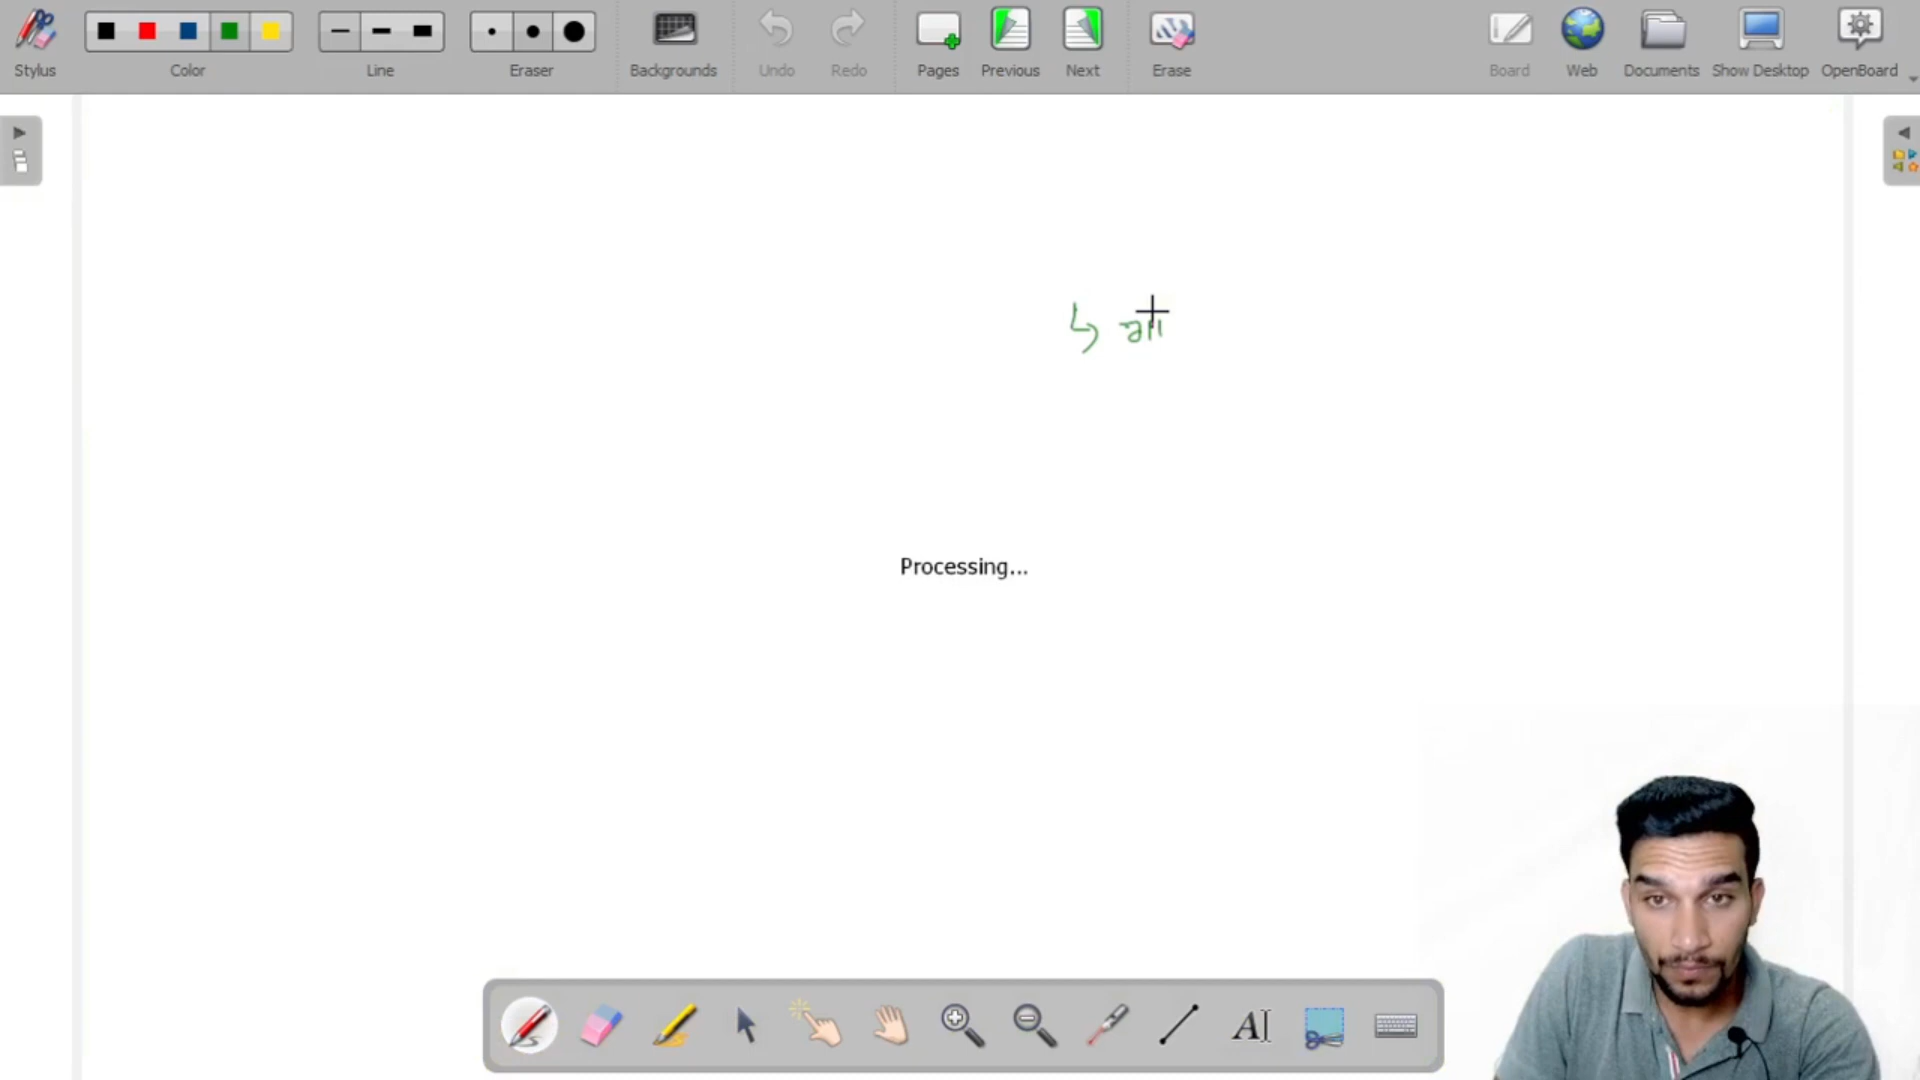 Stylus Color Line Eraser Backgrounds Undo Redo Pages Previous Next Erase Board Web Documents Show Desktop OpenBoard
Processing...